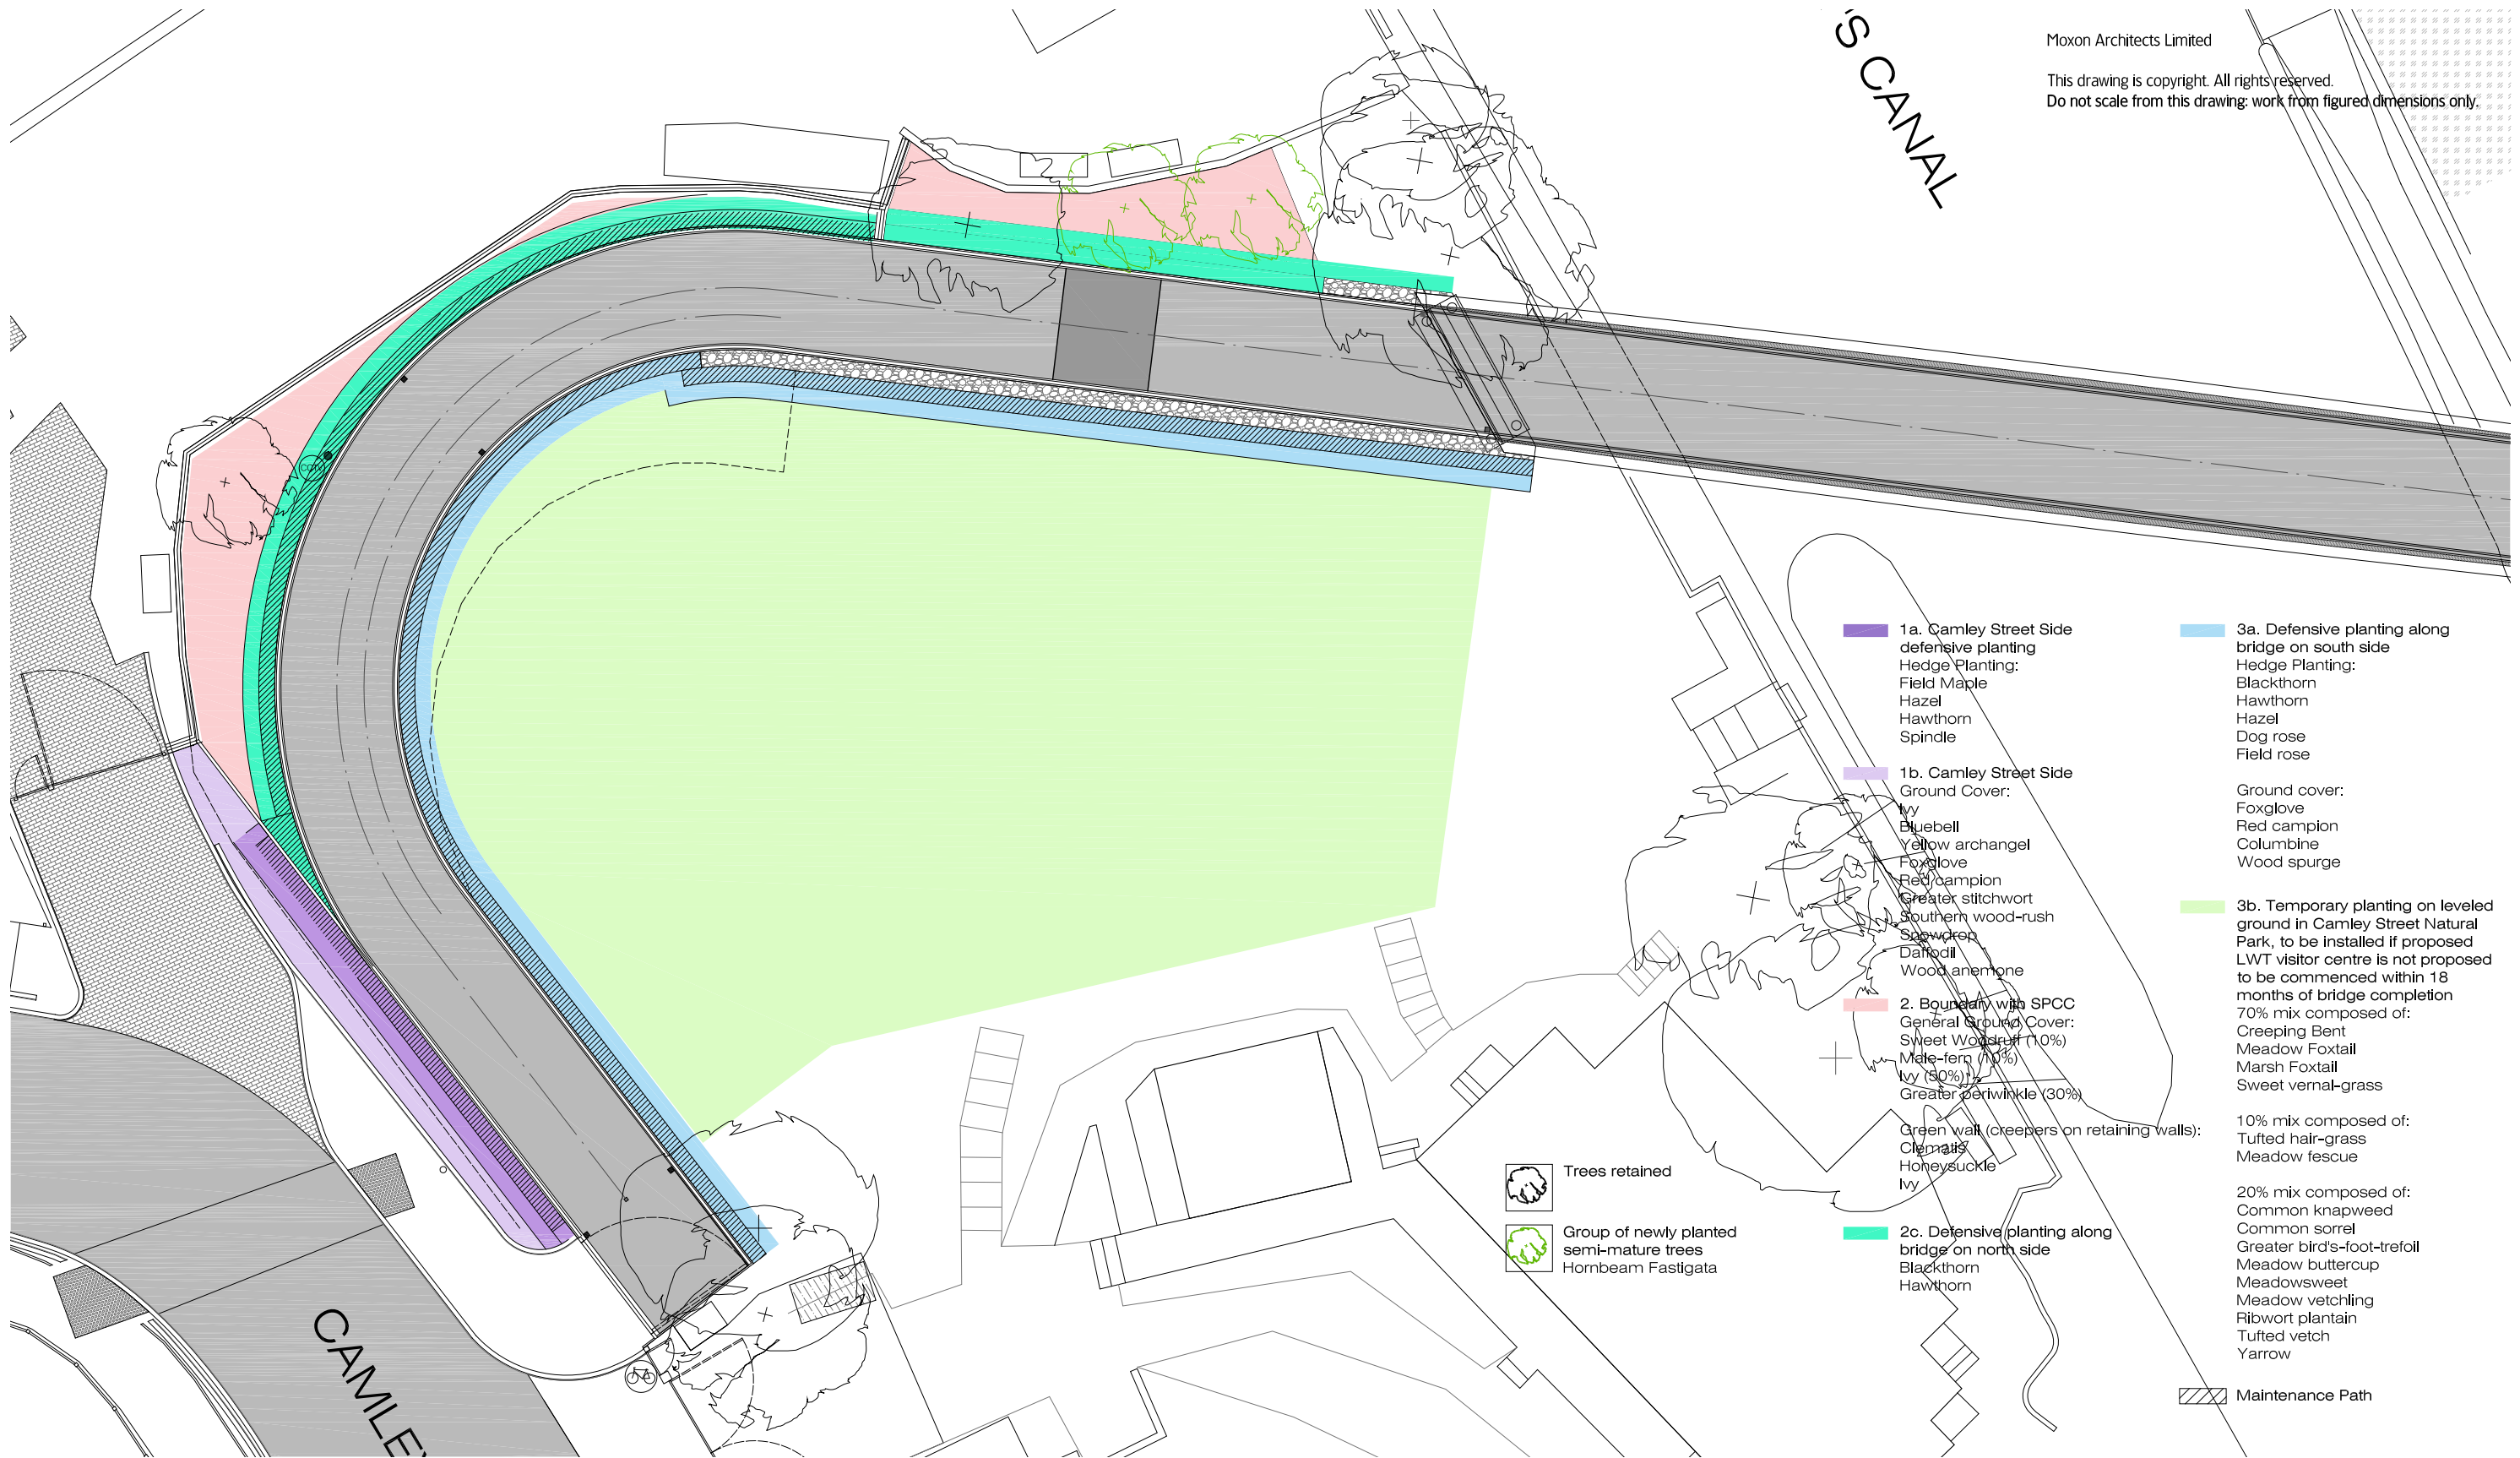 'S CANAL
Moxon Architects Limited
This drawing is copyright. All rights reserved.
Do not scale from this drawing: work from figured dimensions only.
CCTV
1a. Camley Street Side
defensive planting
Hedge Planting:
Field Maple
Hazel
Hawthorn
Spindle
1b. Camley Street Side
Ground Cover:
Ivy
Bluebell
Yellow archangel
Foxglove
Red campion
Greater stitchwort
Southern wood-rush
Snowdrop
Daffodil
Wood anemone
2. Boundary with SPCC
General Ground Cover:
Sweet Woodruff (10%)
Male-fern (10%)
Ivy (50%)
Greater periwinkle (30%)
Green wall (creepers on retaining walls):
Clematis
Honeysuckle
Ivy
2c. Defensive planting along
bridge on north side
Blackthorn
Hawthorn
3a. Defensive planting along
bridge on south side
Hedge Planting:
Blackthorn
Hawthorn
Hazel
Dog rose
Field rose
Ground cover:
Foxglove
Red campion
Columbine
Wood spurge
3b. Temporary planting on leveled
ground in Camley Street Natural
Park, to be installed if proposed
LWT visitor centre is not proposed
to be commenced within 18
months of bridge completion
70% mix composed of:
Creeping Bent
Meadow Foxtail
Marsh Foxtail
Sweet vernal-grass
10% mix composed of:
Tufted hair-grass
Meadow fescue
20% mix composed of:
Common knapweed
Common sorrel
Greater bird's-foot-trefoil
Meadow buttercup
Meadowsweet
Meadow vetchling
Ribwort plantain
Tufted vetch
Yarrow
Maintenance Path
Trees retained
Group of newly planted
semi-mature trees
Hornbeam Fastigata
CAMLEY